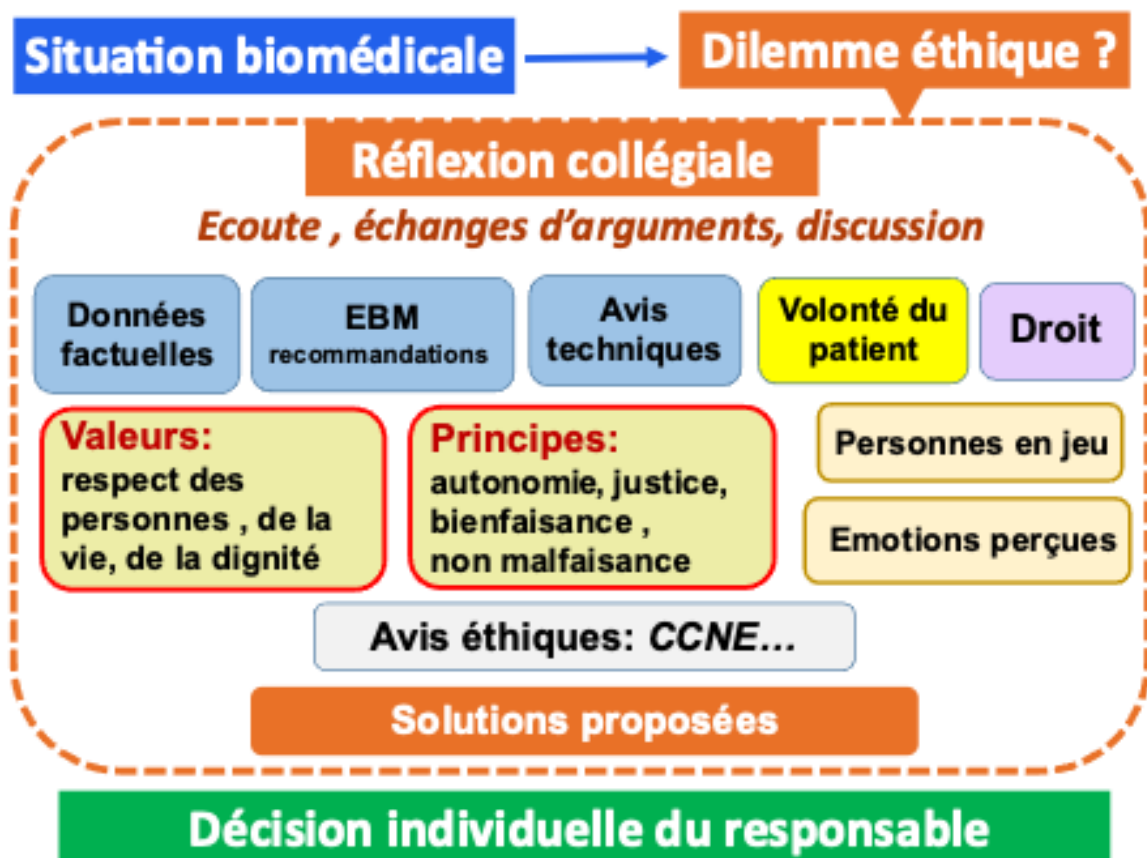 Situation biomédicale
Dilemme éthique ?
Réflexion collégiale
Ecoute , échanges d'arguments, discussion
Données
factuelles
EBM
recommandations
Avis
techniques
Volonté du
patient
Droit
Valeurs:
respect des
personnes , de la
vie, de la dignité
Principes:
autonomie, justice,
bienfaisance ,
non malfaisance
Personnes en jeu
Emotions perçues
Avis éthiques: CCNE...
Solutions proposées
Décision individuelle du responsable